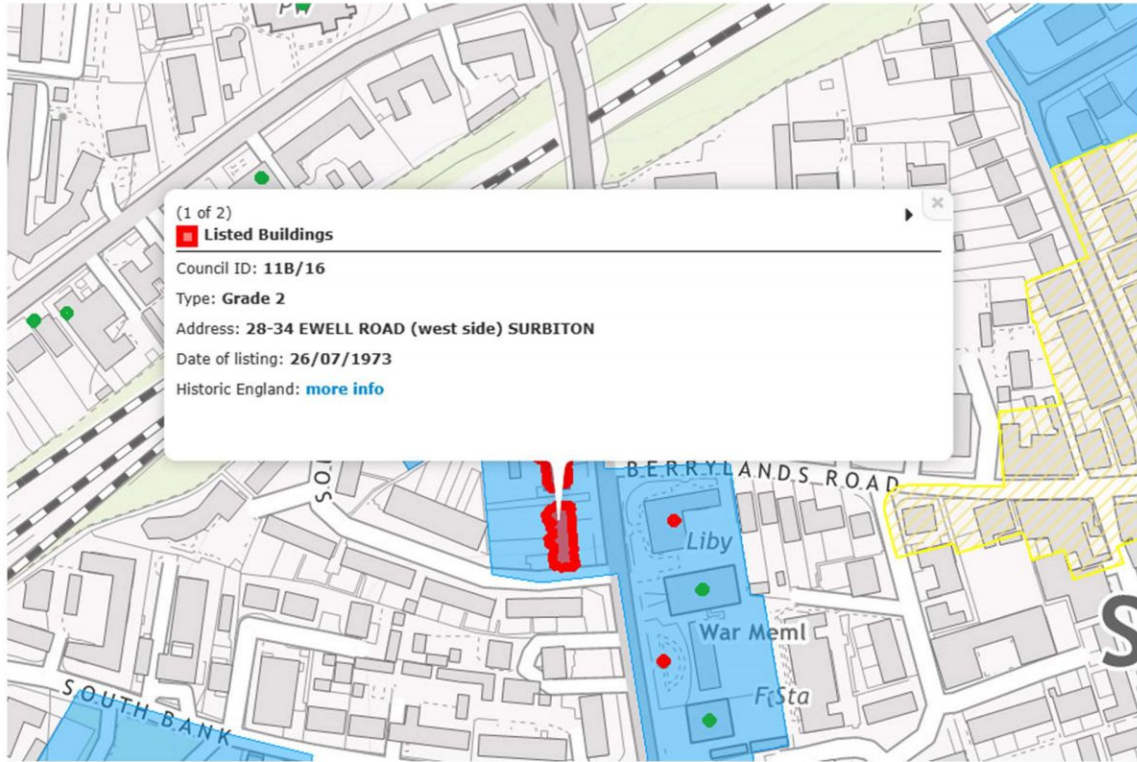 P
(1 of 2)
Listed Buildings
Council ID: 11B/16
Type: Grade 2
Address: 28-34 EWELL ROAD (west side) SURBITON
Date of listing: 26/07/1973
Historic England: more info
BERRYLANDS ROAD
SO
Liby
War Meml
F Sta
S
SOUTH BANK